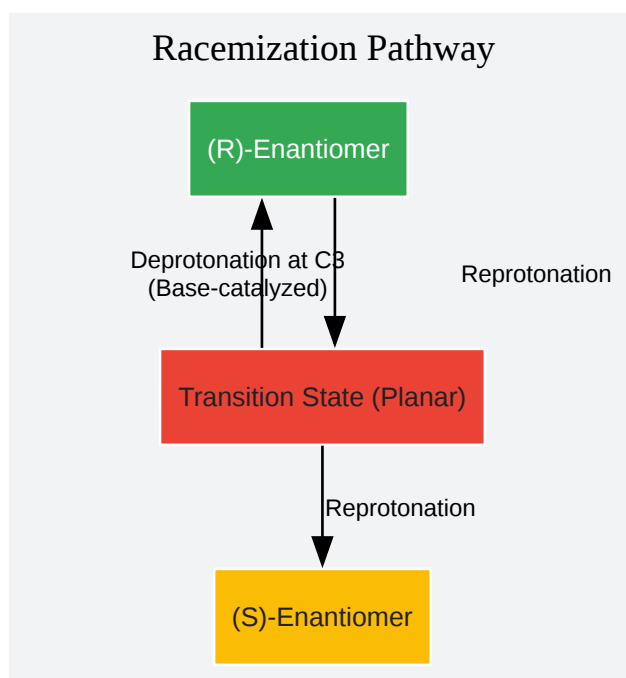 Racemization Pathway
(R)-Enantiomer
Deprotonation at C3
(Base-catalyzed)
Reprotonation
Transition State (Planar)
Reprotonation
(S)-Enantiomer